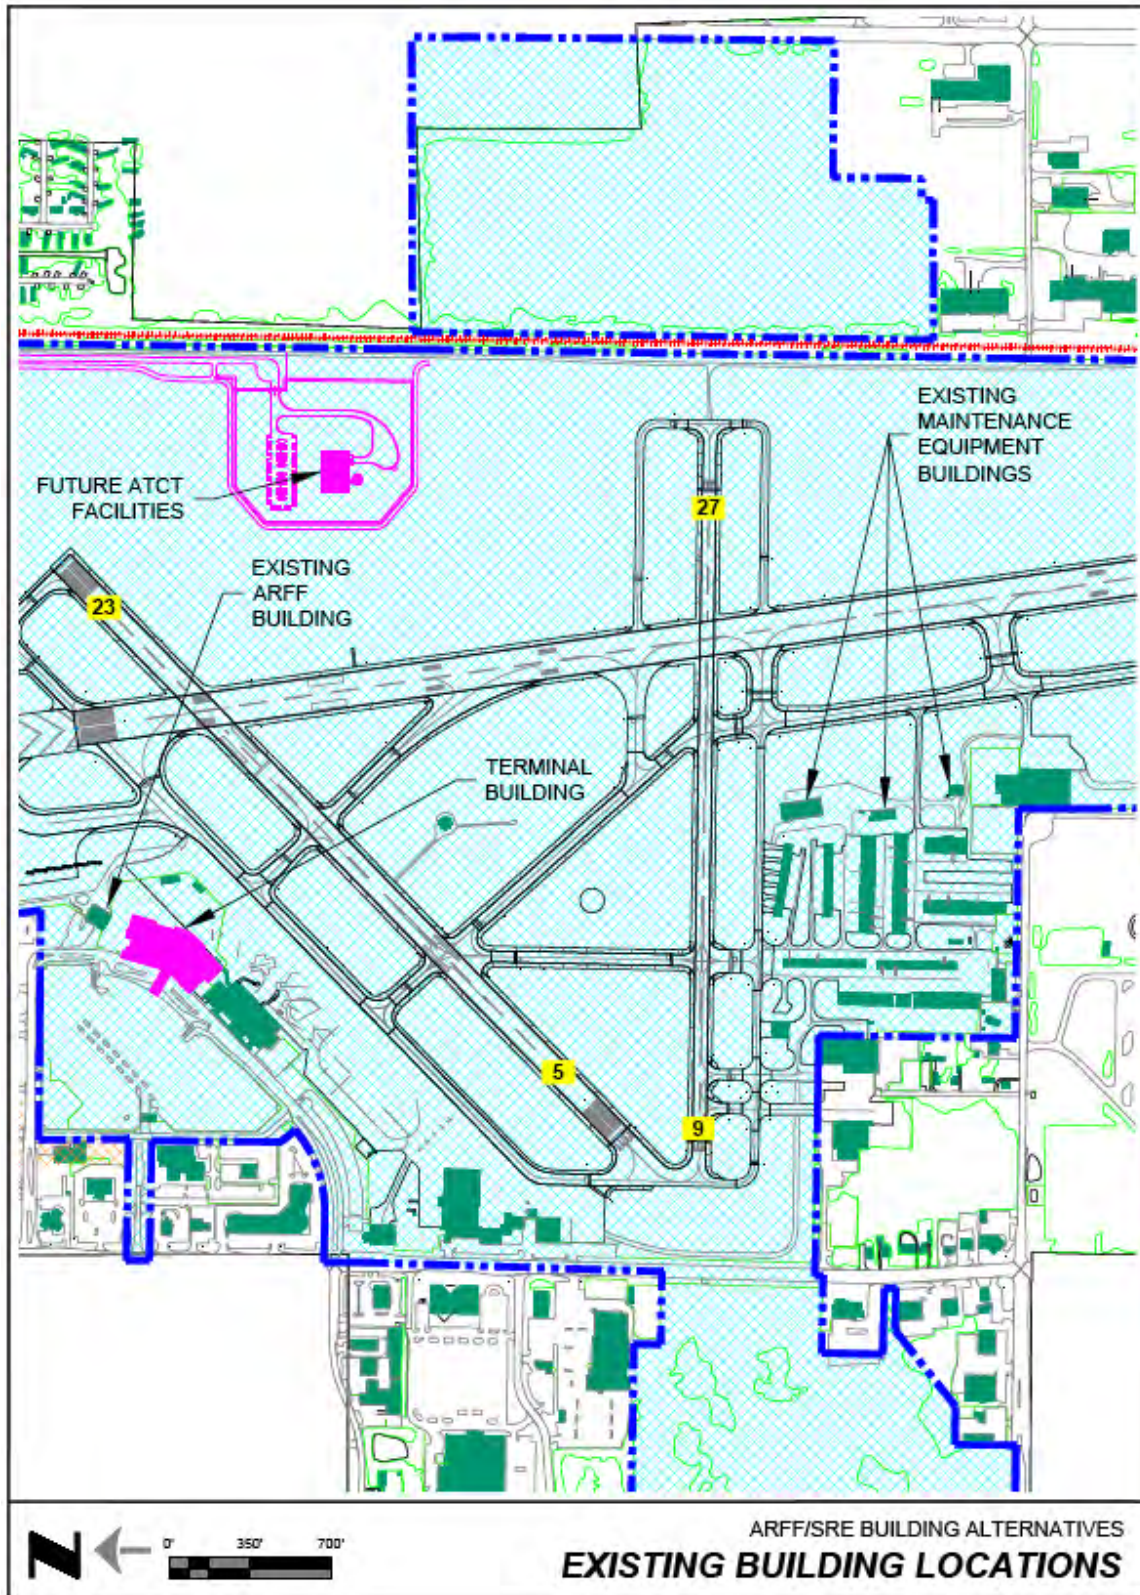 EXISTING
MAINTENANCE
EQUIPMENT
BUILDINGS
FUTURE ATCT
FACILITIES
27
EXISTING
ARFF
BUILDING
23
TERMINAL
BUILDING
5
9
N
0'
350'
700'
ARFF/SRE BUILDING ALTERNATIVES
EXISTING BUILDING LOCATIONS